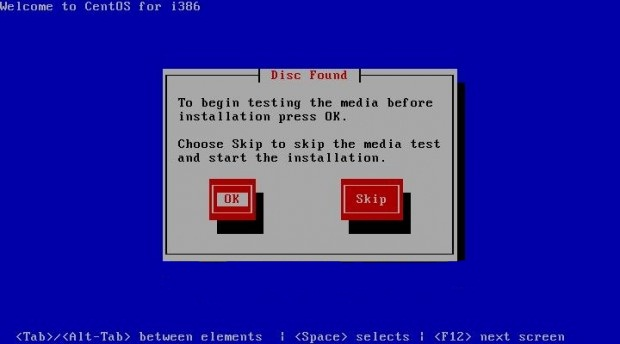 Welcome to CentOS for i386
Disc Found
To begin testing the media before
installation press OK.
Choose Skip to skip the media test
and start the installation.
OK Skip
<Tab>/<Alt-Tab> between elements | <Space> selects | <F12> next screen